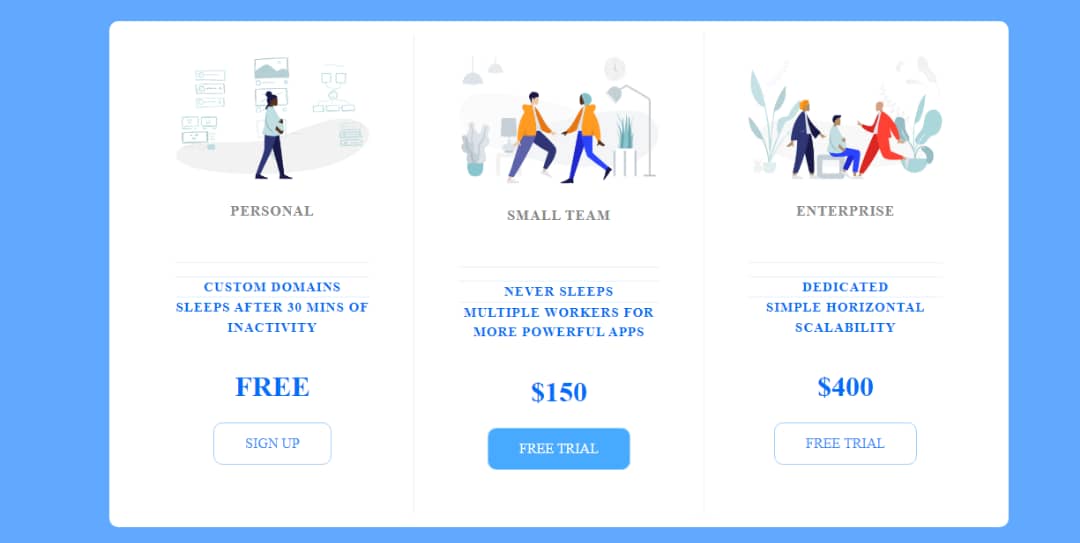 PERSONAL
CUSTOM DOMAINS
SLEEPS AFTER 30 MINS OF
INACTIVITY
FREE
SIGN UP
SMALL TEAM
NEVER SLEEPS
MULTIPLE WORKERS FOR
MORE POWERFUL APPS
$150
FREE TRIAL
ENTERPRISE
DEDICATED
SIMPLE HORIZONTAL
SCALABILITY
$400
FREE TRIAL